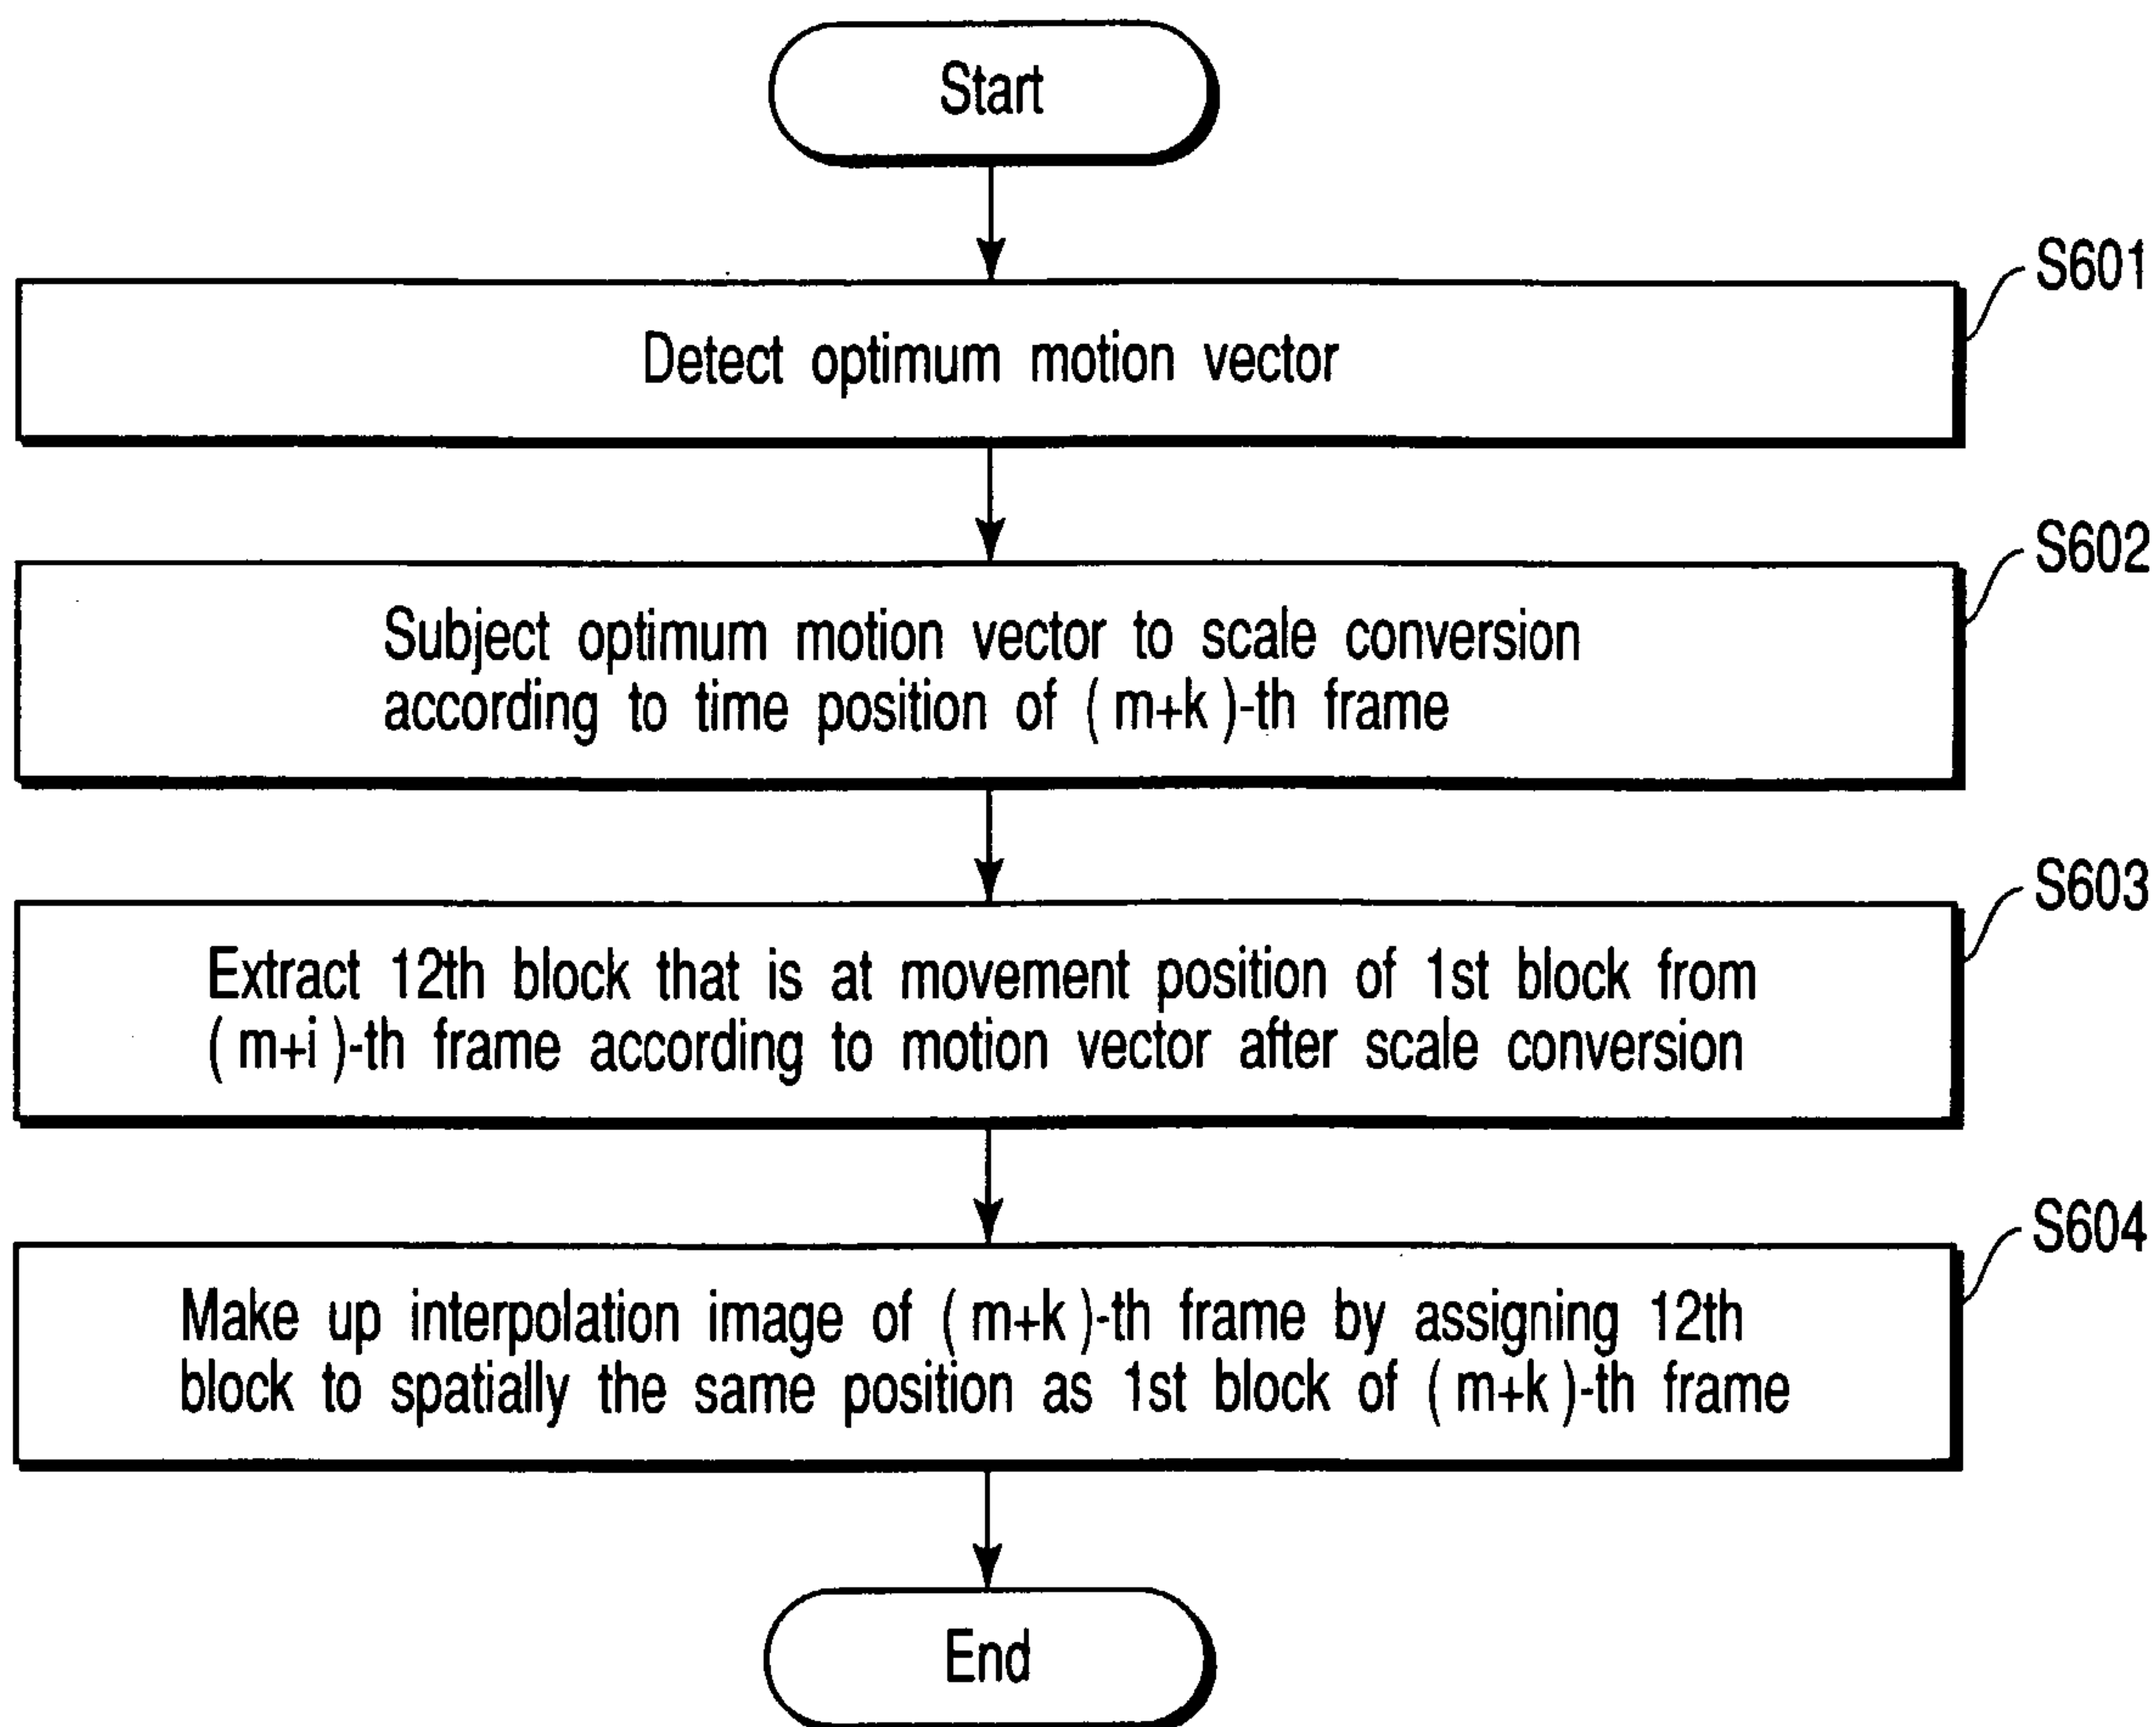 Start
S601
Detect optimum motion vector
S602
Subject optimum motion vector to scale conversion
according to time position of (m+k)-th frame
S603
Extract 12th block that is at movement position of 1st block from
(m+i)-th frame according to motion vector after scale conversion
S604
Make up interpolation image of (m+k)-th frame by assigning 12th
block to spatially the same position as 1st block of (m+k)-th frame
End